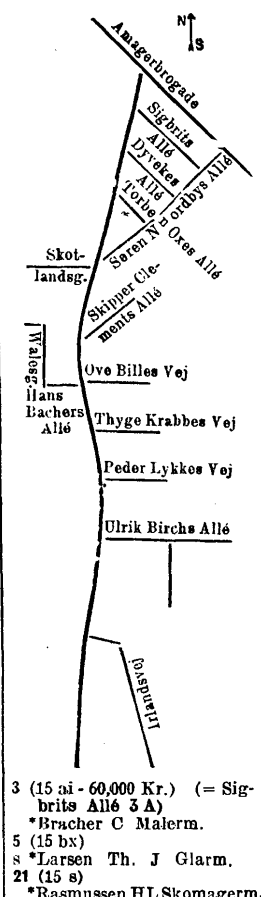 N
S
Amagerbrogade
Sigbrits
Allé
Dyvekes
Allé
Torben Oxes Allé
*
Søren Nordbys Allé
Skot-
landsg.
Skipper Cle-
ments Allé
Walesg.
Ove Billes Vej
Hans
Bachers
Allé
Thyge Krabbes Vej
Peder Lykkes Vej
Ulrik Birchs Allé
Irlandsvej
3 (15 ai - 60,000 Kr.) (= Sig-
brits Allé 3 A)
*Bracher C Malerm.
5 (15 bx)
s *Larsen Th. J Glarm.
21 (15 s)
*Rasmussen HL Skomagerm.